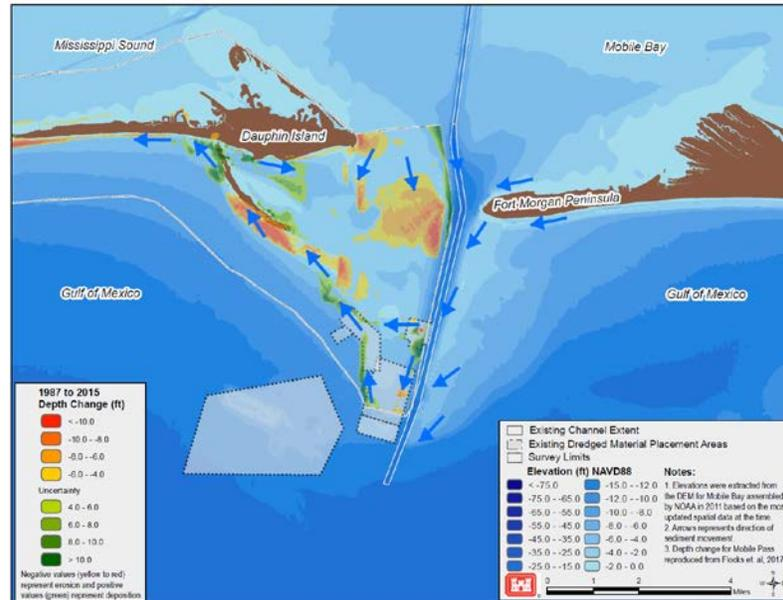 Mississippi Sound
Mobile Bay
Dauphin Island
Fort Morgan Peninsula
Gulf of Mexico
Gulf of Mexico
1987 to 2015
Depth Change (ft)
< -10.0
-10.0 - -8.0
-8.0 - -6.0
-6.0 - -4.0
Uncertainty
4.0 - 6.0
6.0 - 8.0
8.0 - 10.0
> 10.0
Negative values (yellow to red)
represent erosion and positive
values (green) represent deposition
Existing Channel Extent
Existing Dredged Material Placement Areas
Survey Limits
Elevation (ft) NAVD88
< -75.0
-75.0 - -65.0
-65.0 - -55.0
-55.0 - -45.0
-45.0 - -35.0
-35.0 - -25.0
-25.0 - -15.0
-15.0 - -12.0
-12.0 - -10.0
-10.0 - -8.0
-8.0 - -6.0
-6.0 - -4.0
-4.0 - -2.0
-2.0 - 0.0
Notes:
1. Elevations were extracted from
the DEM for Mobile Bay assembled
by NOAA in 2011 based on the mos
updated spatial data at the time.
2. Arrows represents direction of
sediment movement.
3. Depth change for Mobile Pass
reproduced from Flocks et. al, 2017
0 1 2 4
Miles